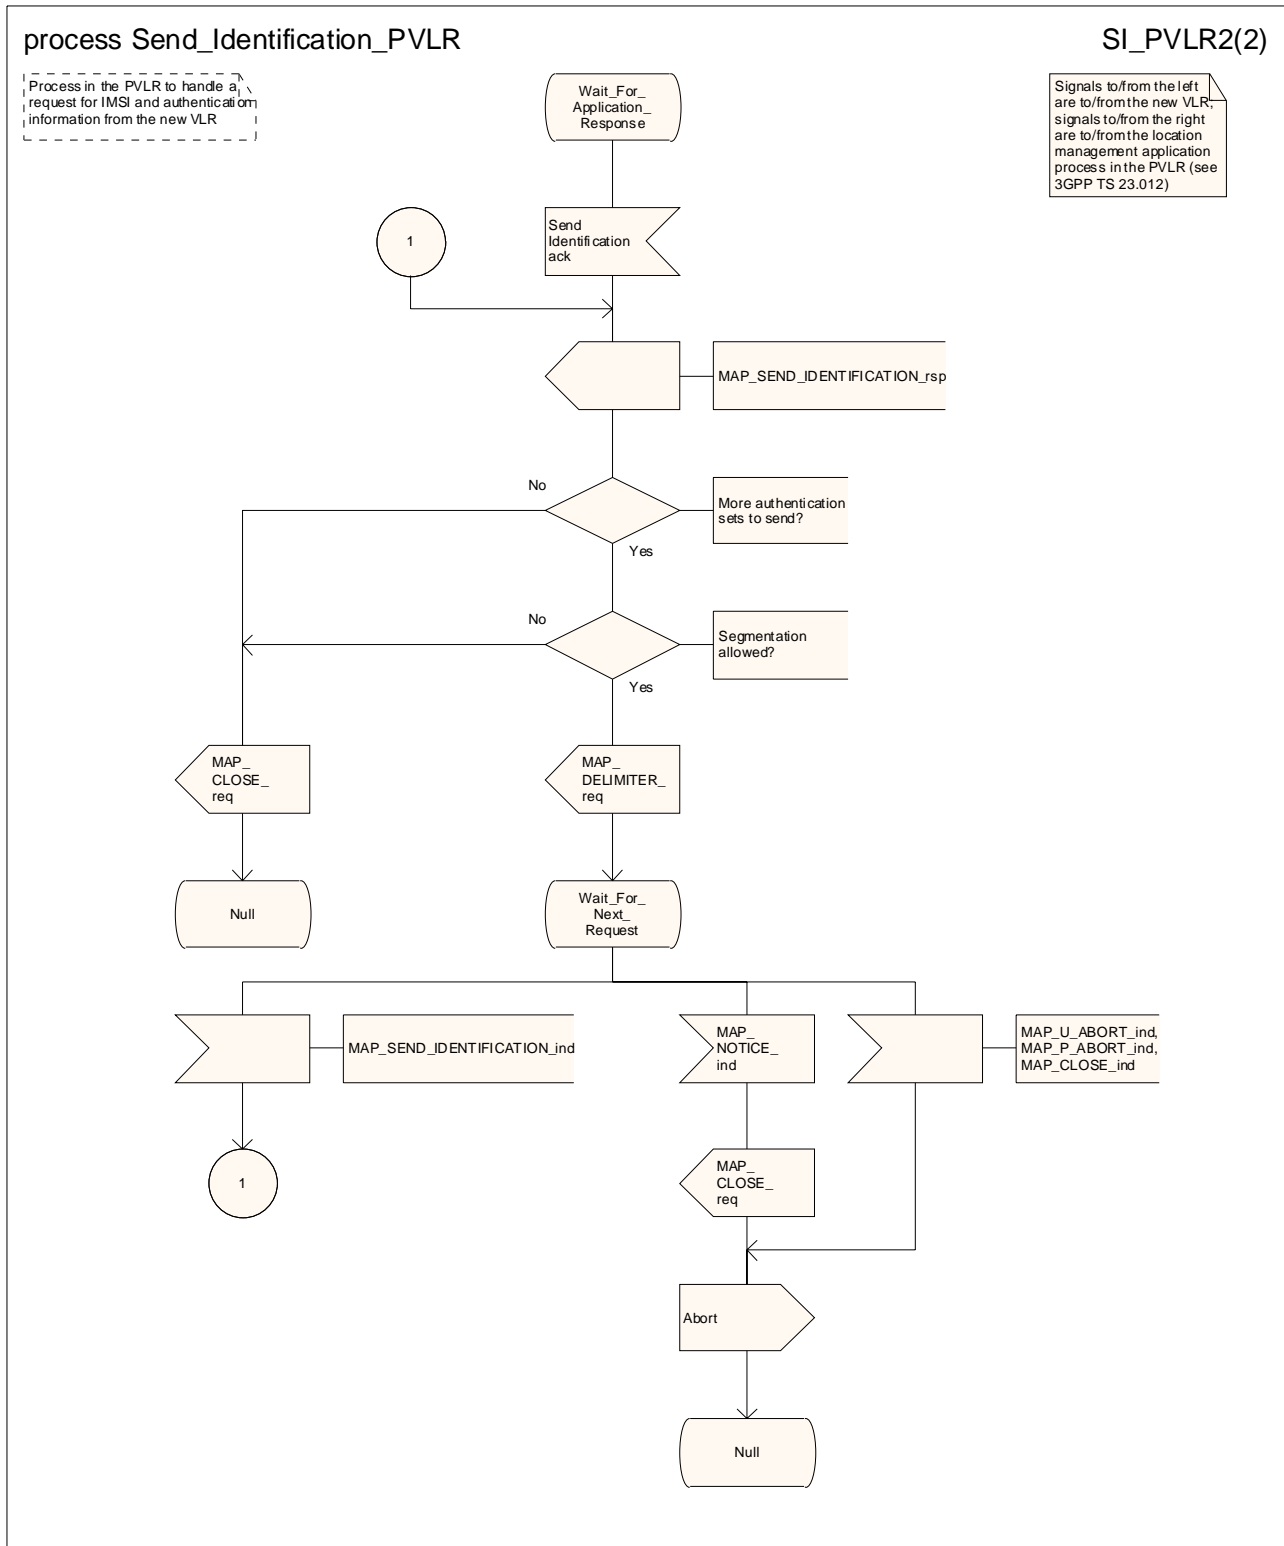 process Send_Identification_PVLR
SI_PVLR2(2)
Process in the PVLR to handle a
request for IMSI and authentication
information from the new VLR
Signals to/from the left
are to/from the new VLR;
signals to/from the right
are to/from the location
management application
process in the PVLR (see
3GPP TS 23.012)
Wait_For_
Application_
Response
1
Send
Identification
ack
MAP_SEND_IDENTIFICATION_rsp
No
More authentication
sets to send?
Yes
No
Segmentation
allowed?
Yes
MAP_
CLOSE_
req
MAP_
DELIMITER_
req
Null
Wait_For_
Next_
Request
MAP_SEND_IDENTIFICATION_ind
MAP_
NOTICE_
ind
MAP_U_ABORT_ind,
MAP_P_ABORT_ind,
MAP_CLOSE_ind
1
MAP_
CLOSE_
req
Abort
Null